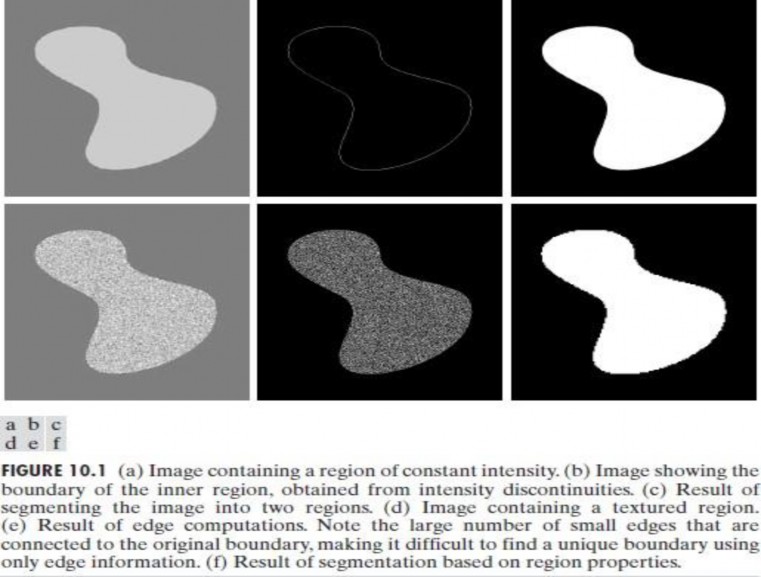 a b c
d e f
FIGURE 10.1 (a) Image containing a region of constant intensity. (b) Image showing the
boundary of the inner region, obtained from intensity discontinuities. (c) Result of
segmenting the image into two regions. (d) Image containing a textured region.
(e) Result of edge computations. Note the large number of small edges that are
connected to the original boundary, making it difficult to find a unique boundary using
only edge information. (f) Result of segmentation based on region properties.